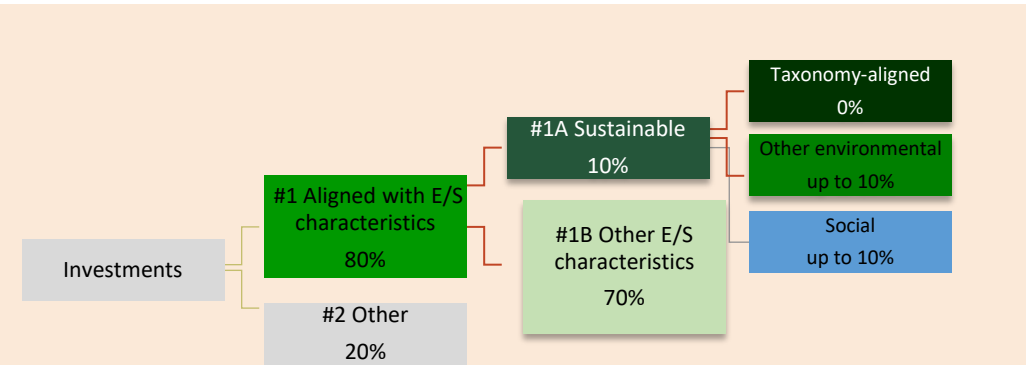 Investments
#1 Aligned with E/S
characteristics
80%
#2 Other
20%
#1A Sustainable
10%
#1B Other E/S
characteristics
70%
Taxonomy-aligned
0%
Other environmental
up to 10%
Social
up to 10%